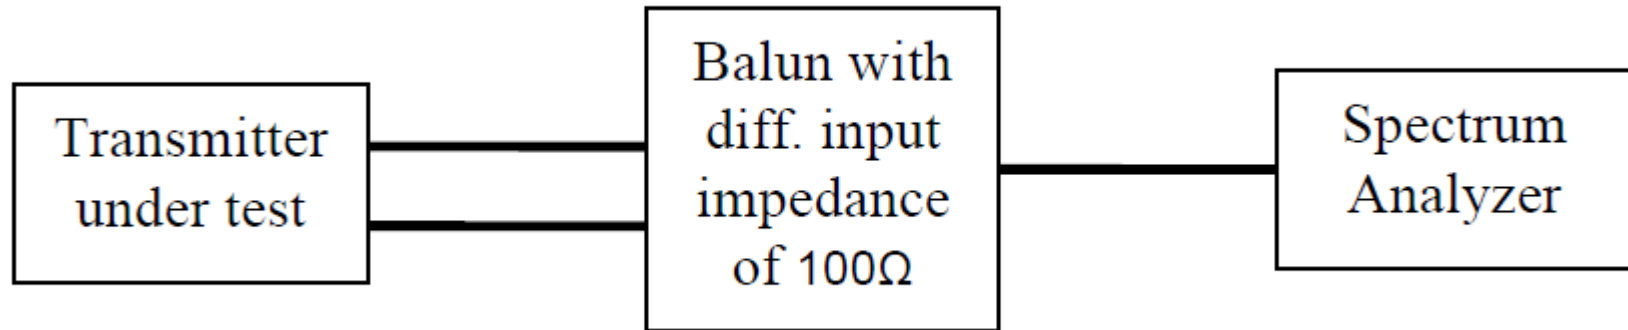 Transmitter
under test
Balun with
diff. input
impedance
of 100Ω
Spectrum
Analyzer